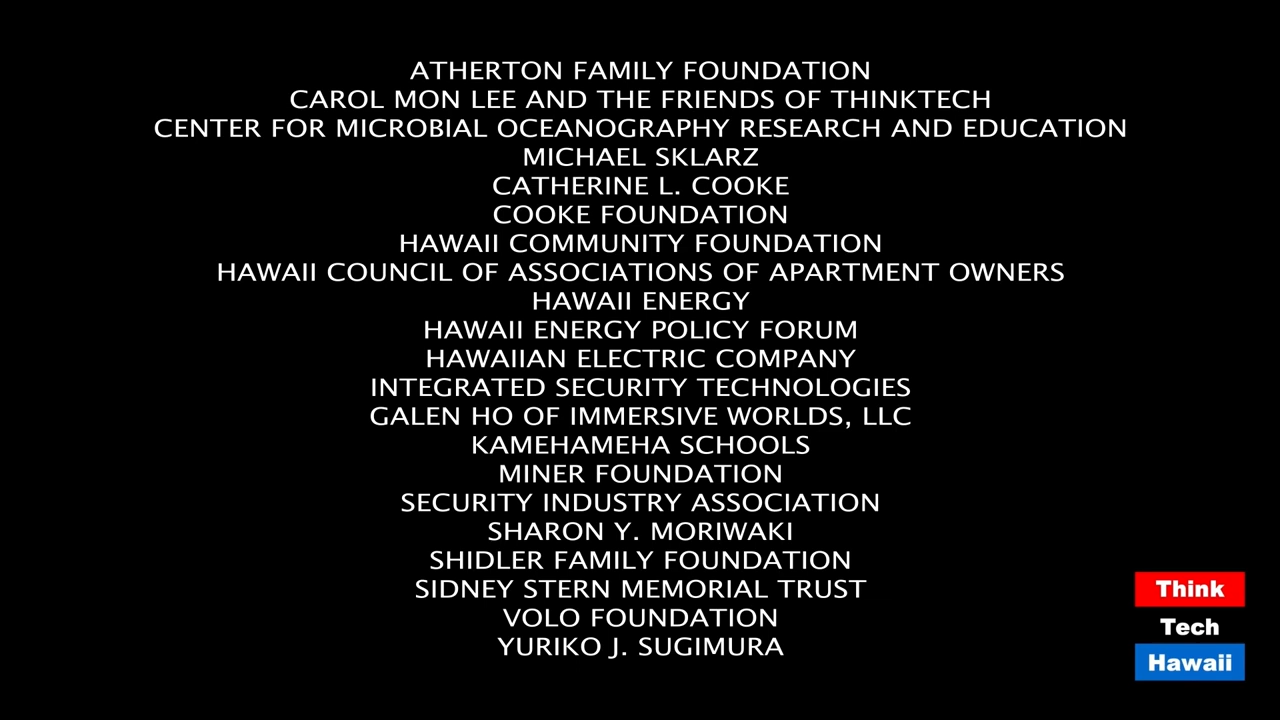 ATHERTON FAMILY FOUNDATION
CAROL MON LEE AND THE FRIENDS OF THINKTECH
CENTER FOR MICROBIAL OCEANOGRAPHY RESEARCH AND EDUCATION
MICHAEL SKLARZ
CATHERINE L. COOKE
COOKE FOUNDATION
HAWAII COMMUNITY FOUNDATION
HAWAII COUNCIL OF ASSOCIATIONS OF APARTMENT OWNERS
HAWAII ENERGY
HAWAII ENERGY POLICY FORUM
HAWAIIAN ELECTRIC COMPANY
INTEGRATED SECURITY TECHNOLOGIES
GALEN HO OF IMMERSIVE WORLDS, LLC
KAMEHAMEHA SCHOOLS
MINER FOUNDATION
SECURITY INDUSTRY ASSOCIATION
SHARON Y. MORIWAKI
SHIDLER FAMILY FOUNDATION
SIDNEY STERN MEMORIAL TRUST
VOLO FOUNDATION
YURIKO J. SUGIMURA
Think
Tech
Hawaii